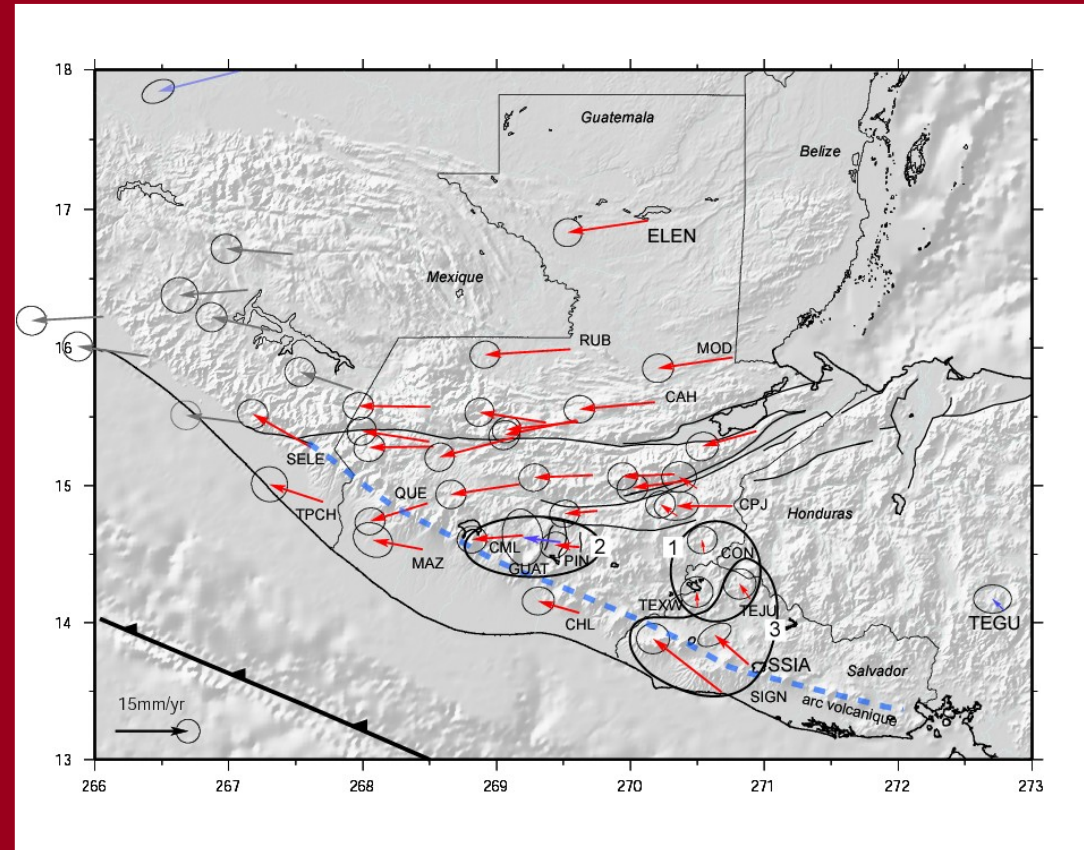 18
Guatemala
Belize
17
ELEN
Mexique
RUB
MOD
16
CAH
SELE
15
QUE
TPCH
CPJ
Honduras
CML
2
1
CON
MAZ
GUAT
PIN
TEXW
TEJU
14
CHL
3
TEGU
SSIA
Salvador
SIGN
arc volcanique
15mm/yr
13
266
267
268
269
270
271
272
273